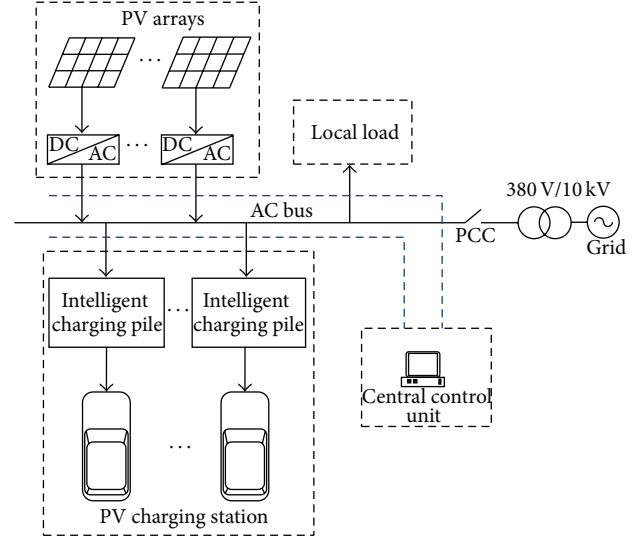 PV arrays
... ...
DC DC
AC ... AC
Local load
380 V/10 kV
AC bus
PCC
Grid
Intelligent
charging pile
...
Intelligent
charging pile
Central control
unit
...
PV charging station